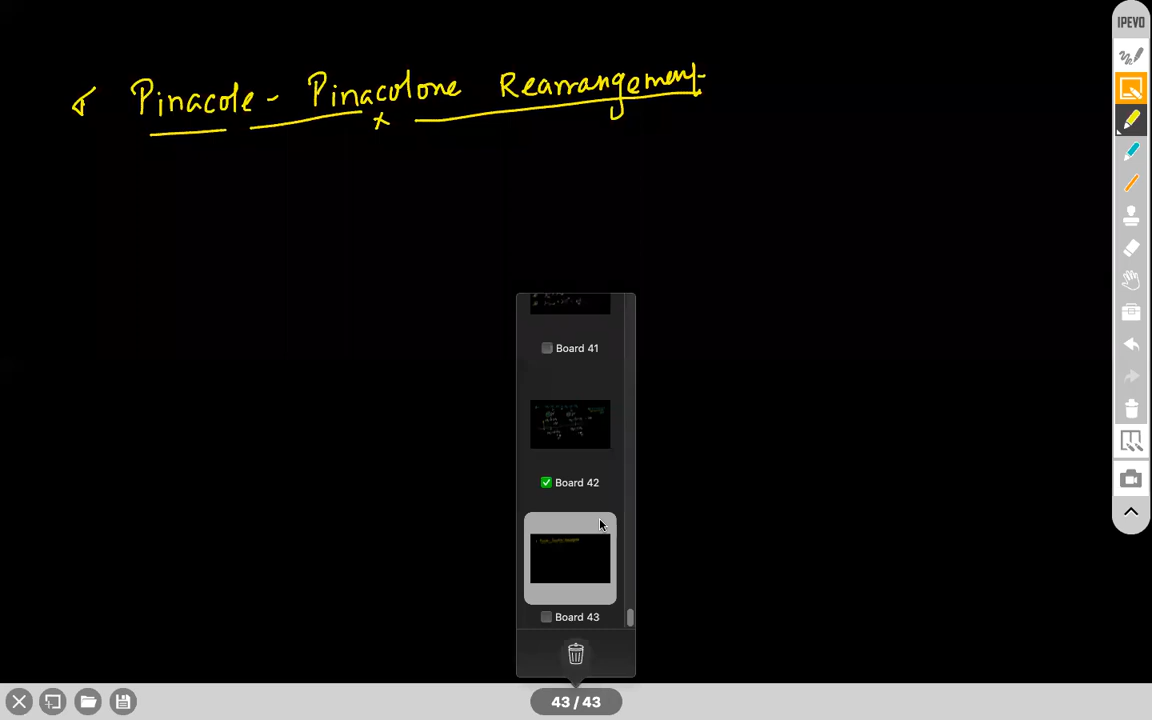 Pinacole - Pinacolone Rearrangement
IPEVO
Board 41
Board 42
Board 43
43 / 43